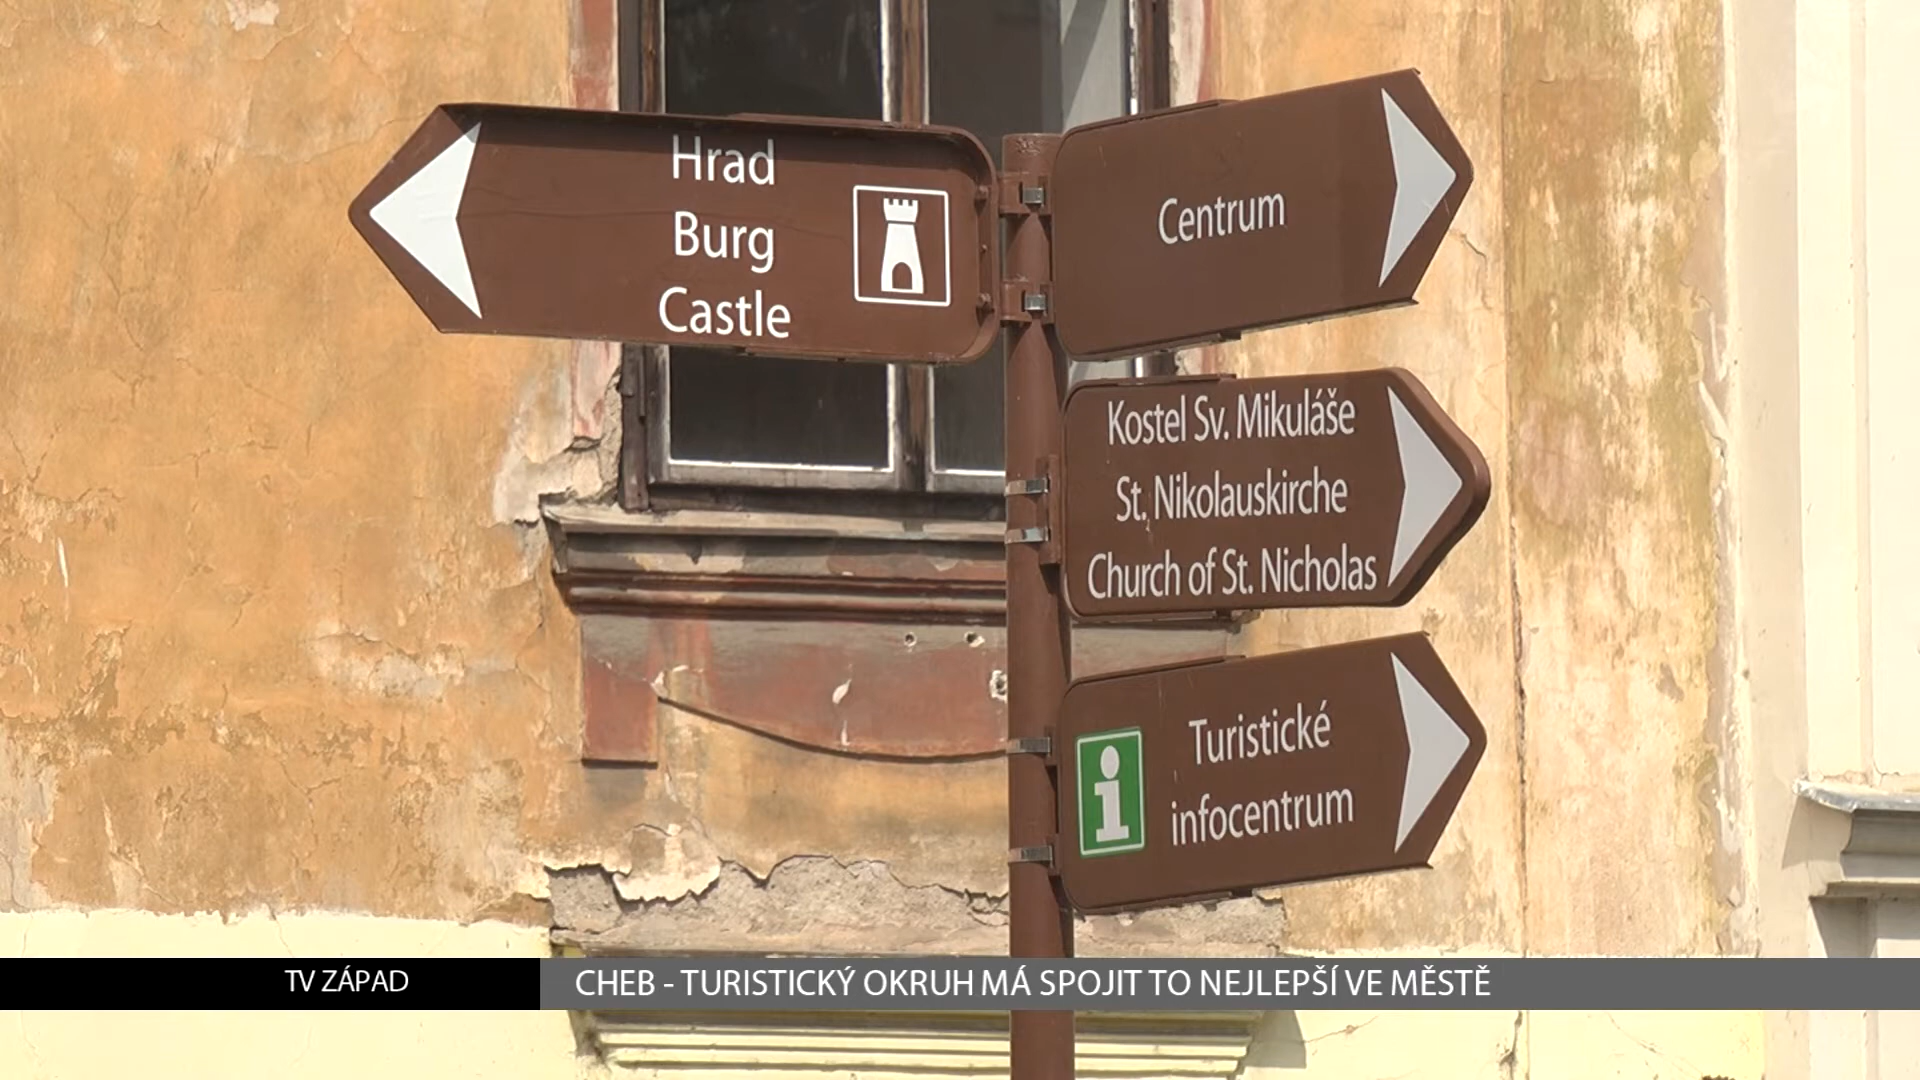 Hrad
Burg
Castle
Centrum
Kostel Sv. Mikuláše
St. Nikolauskirche
Church of St. Nicholas
i
Turistické
infocentrum
TV ZÁPAD
CHEB - TURISTICKÝ OKRUH MÁ SPOJIT TO NEJLEPŠÍ VE MĚSTĚ